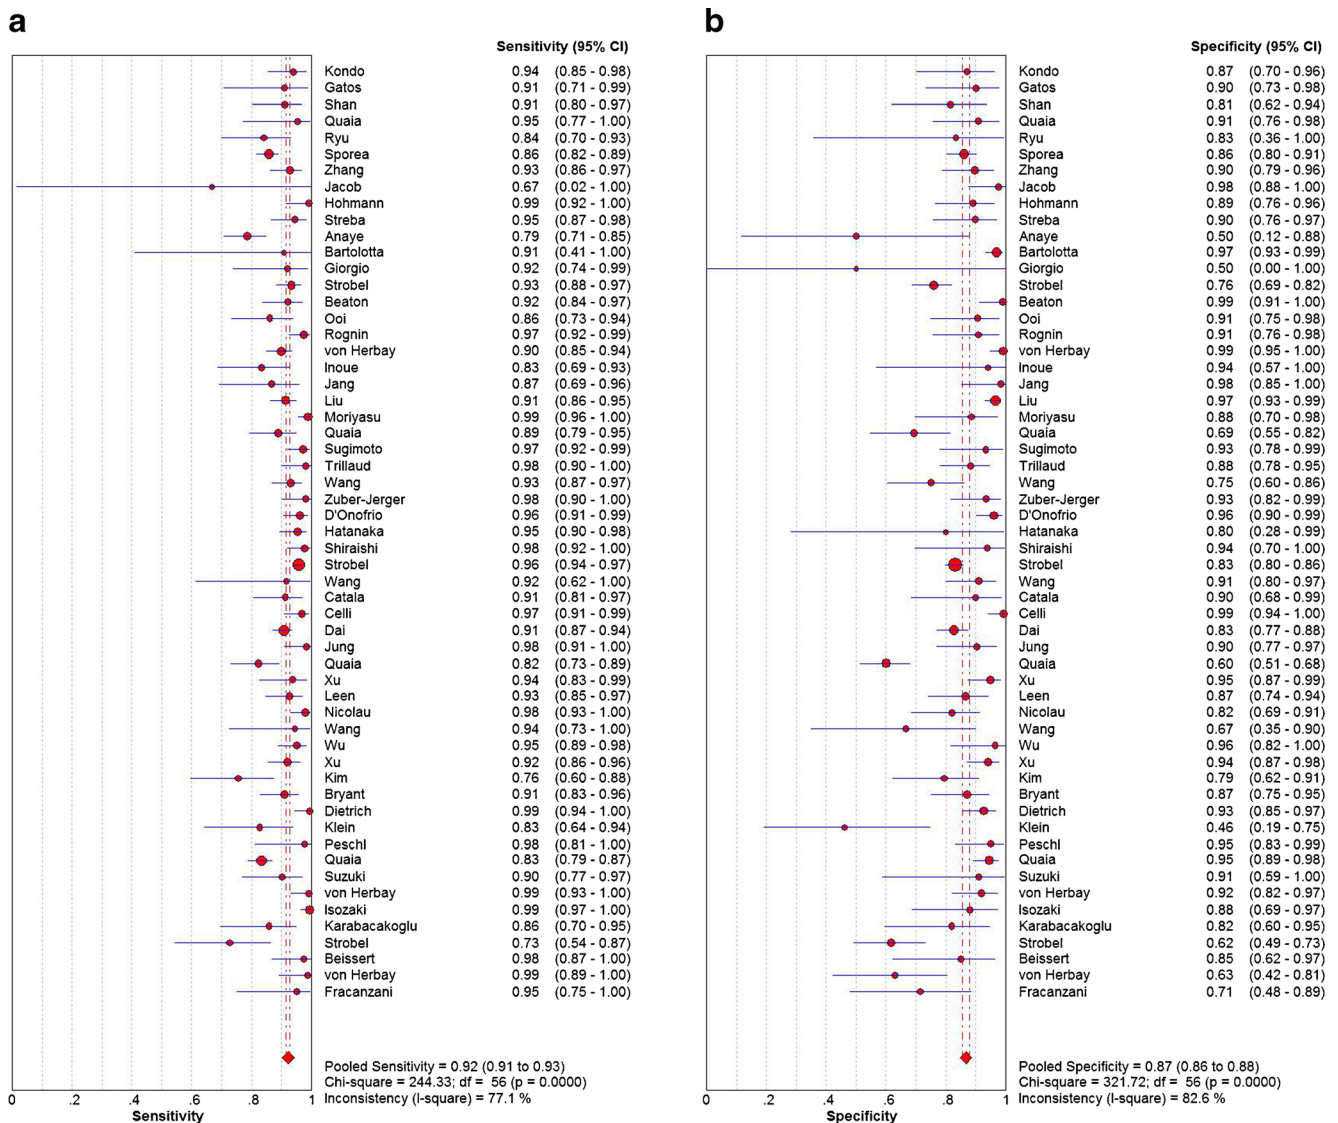 a
Sensitivity (95% CI)
Kondo 0.94 (0.85 - 0.98)
Gatos 0.91 (0.71 - 0.99)
Shan 0.91 (0.80 - 0.97)
Quaia 0.95 (0.77 - 1.00)
Ryu 0.84 (0.70 - 0.93)
Sporea 0.86 (0.82 - 0.89)
Zhang 0.93 (0.86 - 0.97)
Jacob 0.67 (0.02 - 1.00)
Hohmann 0.99 (0.92 - 1.00)
Streba 0.95 (0.87 - 0.98)
Anaye 0.79 (0.71 - 0.85)
Bartolotta 0.91 (0.41 - 1.00)
Giorgio 0.92 (0.74 - 0.99)
Strobel 0.93 (0.88 - 0.97)
Beaton 0.92 (0.84 - 0.97)
Ooi 0.86 (0.73 - 0.94)
Rognin 0.97 (0.92 - 0.99)
von Herbay 0.90 (0.85 - 0.94)
Inoue 0.83 (0.69 - 0.93)
Jang 0.87 (0.69 - 0.96)
Liu 0.91 (0.86 - 0.95)
Moriyasu 0.99 (0.96 - 1.00)
Quaia 0.89 (0.79 - 0.95)
Sugimoto 0.97 (0.92 - 0.99)
Trillaud 0.98 (0.90 - 1.00)
Wang 0.93 (0.87 - 0.97)
Zuber-Jerger 0.98 (0.90 - 1.00)
D'Onofrio 0.96 (0.91 - 0.99)
Hatanaka 0.95 (0.90 - 0.98)
Shiraishi 0.98 (0.92 - 1.00)
Strobel 0.96 (0.94 - 0.97)
Wang 0.92 (0.62 - 1.00)
Catala 0.91 (0.81 - 0.97)
Celli 0.97 (0.91 - 0.99)
Dai 0.91 (0.87 - 0.94)
Jung 0.98 (0.91 - 1.00)
Quaia 0.82 (0.73 - 0.89)
Xu 0.94 (0.83 - 0.99)
Leen 0.93 (0.85 - 0.97)
Nicolau 0.98 (0.93 - 1.00)
Wang 0.94 (0.73 - 1.00)
Wu 0.95 (0.89 - 0.98)
Xu 0.92 (0.86 - 0.96)
Kim 0.76 (0.60 - 0.88)
Bryant 0.91 (0.83 - 0.96)
Dietrich 0.99 (0.94 - 1.00)
Klein 0.83 (0.64 - 0.94)
Peschl 0.98 (0.81 - 1.00)
Quaia 0.83 (0.79 - 0.87)
Suzuki 0.90 (0.77 - 0.97)
von Herbay 0.99 (0.93 - 1.00)
Isozaki 0.99 (0.97 - 1.00)
Karabacakoglu 0.86 (0.70 - 0.95)
Strobel 0.73 (0.54 - 0.87)
Beissert 0.98 (0.87 - 1.00)
von Herbay 0.99 (0.89 - 1.00)
Fracanzani 0.95 (0.75 - 1.00)
Pooled Sensitivity = 0.92 (0.91 to 0.93)
Chi-square = 244.33; df = 56 (p = 0.0000)
Inconsistency (I-square) = 77.1 %
0 .2 .4 .6 .8 1
Sensitivity
b
Specificity (95% CI)
Kondo 0.87 (0.70 - 0.96)
Gatos 0.90 (0.73 - 0.98)
Shan 0.81 (0.62 - 0.94)
Quaia 0.91 (0.76 - 0.98)
Ryu 0.83 (0.36 - 1.00)
Sporea 0.86 (0.80 - 0.91)
Zhang 0.90 (0.79 - 0.96)
Jacob 0.98 (0.88 - 1.00)
Hohmann 0.89 (0.76 - 0.96)
Streba 0.90 (0.76 - 0.97)
Anaye 0.50 (0.12 - 0.88)
Bartolotta 0.97 (0.93 - 0.99)
Giorgio 0.50 (0.00 - 1.00)
Strobel 0.76 (0.69 - 0.82)
Beaton 0.99 (0.91 - 1.00)
Ooi 0.91 (0.75 - 0.98)
Rognin 0.91 (0.76 - 0.98)
von Herbay 0.99 (0.95 - 1.00)
Inoue 0.94 (0.57 - 1.00)
Jang 0.98 (0.85 - 1.00)
Liu 0.97 (0.93 - 0.99)
Moriyasu 0.88 (0.70 - 0.98)
Quaia 0.69 (0.55 - 0.82)
Sugimoto 0.93 (0.78 - 0.99)
Trillaud 0.88 (0.78 - 0.95)
Wang 0.75 (0.60 - 0.86)
Zuber-Jerger 0.93 (0.82 - 0.99)
D'Onofrio 0.96 (0.90 - 0.99)
Hatanaka 0.80 (0.28 - 0.99)
Shiraishi 0.94 (0.70 - 1.00)
Strobel 0.83 (0.80 - 0.86)
Wang 0.91 (0.80 - 0.97)
Catala 0.90 (0.68 - 0.99)
Celli 0.99 (0.94 - 1.00)
Dai 0.83 (0.77 - 0.88)
Jung 0.90 (0.77 - 0.97)
Quaia 0.60 (0.51 - 0.68)
Xu 0.95 (0.87 - 0.99)
Leen 0.87 (0.74 - 0.94)
Nicolau 0.82 (0.69 - 0.91)
Wang 0.67 (0.35 - 0.90)
Wu 0.96 (0.82 - 1.00)
Xu 0.94 (0.87 - 0.98)
Kim 0.79 (0.62 - 0.91)
Bryant 0.87 (0.75 - 0.95)
Dietrich 0.93 (0.85 - 0.97)
Klein 0.46 (0.19 - 0.75)
Peschl 0.95 (0.83 - 0.99)
Quaia 0.95 (0.89 - 0.98)
Suzuki 0.91 (0.59 - 1.00)
von Herbay 0.92 (0.82 - 0.97)
Isozaki 0.88 (0.69 - 0.97)
Karabacakoglu 0.82 (0.60 - 0.95)
Strobel 0.62 (0.49 - 0.73)
Beissert 0.85 (0.62 - 0.97)
von Herbay 0.63 (0.42 - 0.81)
Fracanzani 0.71 (0.48 - 0.89)
Pooled Specificity = 0.87 (0.86 to 0.88)
Chi-square = 321.72; df = 56 (p = 0.0000)
Inconsistency (I-square) = 82.6 %
0 .2 .4 .6 .8 1
Specificity